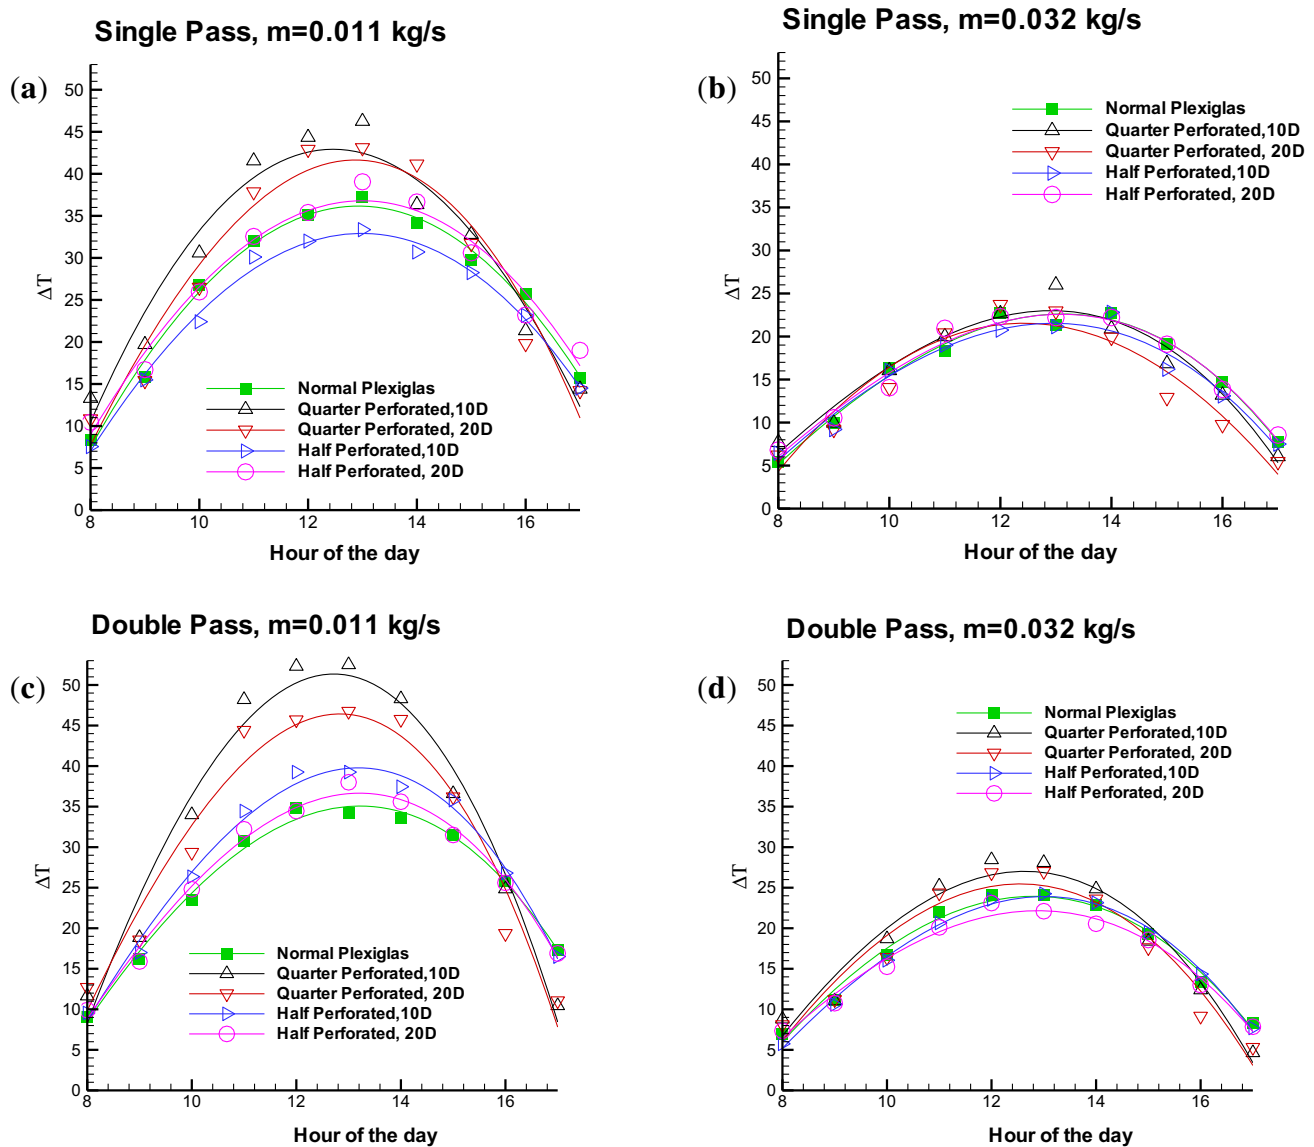 Single Pass, m=0.011 kg/s
(a)
50
45
40
35
30
25
20
15
10
5
0
ΔT
Normal Plexiglas
Quarter Perforated,10D
Quarter Perforated, 20D
Half Perforated,10D
Half Perforated, 20D
8 10 12 14 16
Hour of the day
Single Pass, m=0.032 kg/s
(b)
50
45
40
35
30
25
20
15
10
5
0
ΔT
Normal Plexiglas
Quarter Perforated,10D
Quarter Perforated, 20D
Half Perforated,10D
Half Perforated, 20D
8 10 12 14 16
Hour of the day
Double Pass, m=0.011 kg/s
(c)
50
45
40
35
30
25
20
15
10
5
0
ΔT
Normal Plexiglas
Quarter Perforated,10D
Quarter Perforated, 20D
Half Perforated,10D
Half Perforated, 20D
8 10 12 14 16
Hour of the day
Double Pass, m=0.032 kg/s
(d)
50
45
40
35
30
25
20
15
10
5
0
ΔT
Normal Plexiglas
Quarter Perforated,10D
Quarter Perforated, 20D
Half Perforated,10D
Half Perforated, 20D
8 10 12 14 16
Hour of the day